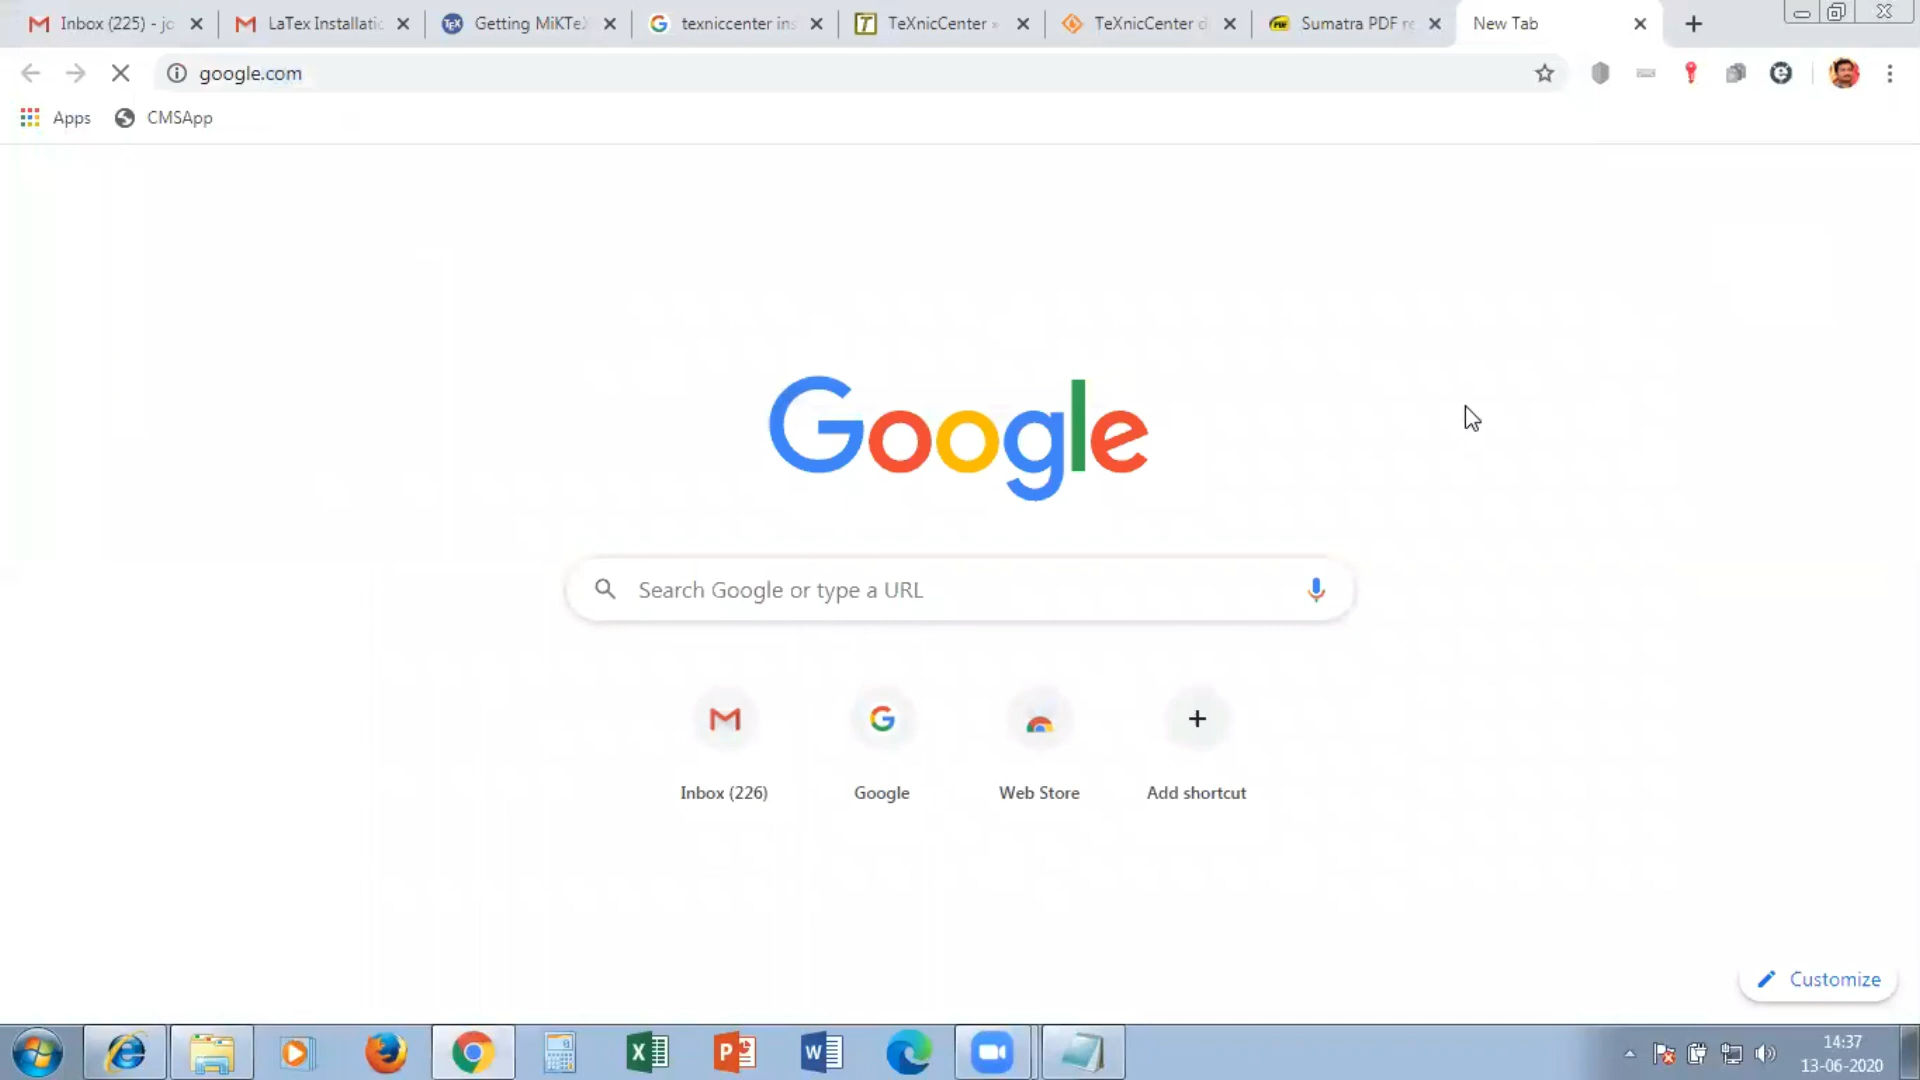 Inbox (225) - jo
LaTex Installatic
Getting MiKTeX
texniccenter ins
TeXnicCenter »
TeXnicCenter d
Sumatra PDF re
New Tab
google.com
Apps
CMSApp
Google
Search Google or type a URL
Inbox (226)
Google
Web Store
Add shortcut
Customize
14:37
13-06-2020